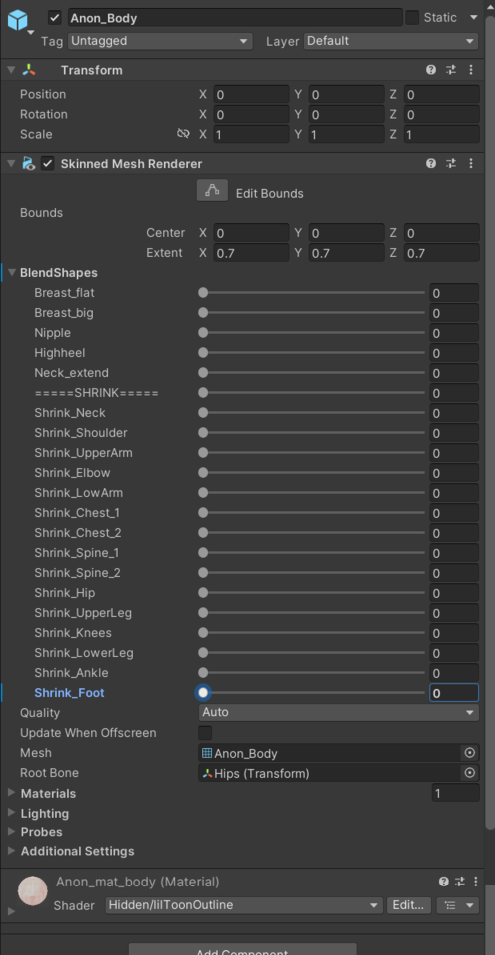 Anon_Body Static
Tag Untagged Layer Default
Transform
Position X 0 Y 0 Z 0
Rotation X 0 Y 0 Z 0
Scale X 1 Y 1 Z 1
Skinned Mesh Renderer
Edit Bounds
Bounds
Center X 0 Y 0 Z 0
Extent X 0.7 Y 0.7 Z 0.7
BlendShapes
Breast_flat 0
Breast_big 0
Nipple 0
Highheel 0
Neck_extend 0
=====SHRINK===== 0
Shrink_Neck 0
Shrink_Shoulder 0
Shrink_UpperArm 0
Shrink_Elbow 0
Shrink_LowArm 0
Shrink_Chest_1 0
Shrink_Chest_2 0
Shrink_Spine_1 0
Shrink_Spine_2 0
Shrink_Hip 0
Shrink_UpperLeg 0
Shrink_Knees 0
Shrink_LowerLeg 0
Shrink_Ankle 0
Shrink_Foot 0
Quality Auto
Update When Offscreen
Mesh Anon_Body
Root Bone Hips (Transform)
Materials 1
Lighting
Probes
Additional Settings
Anon_mat_body (Material)
Shader Hidden/lilToonOutline Edit...
Add Component